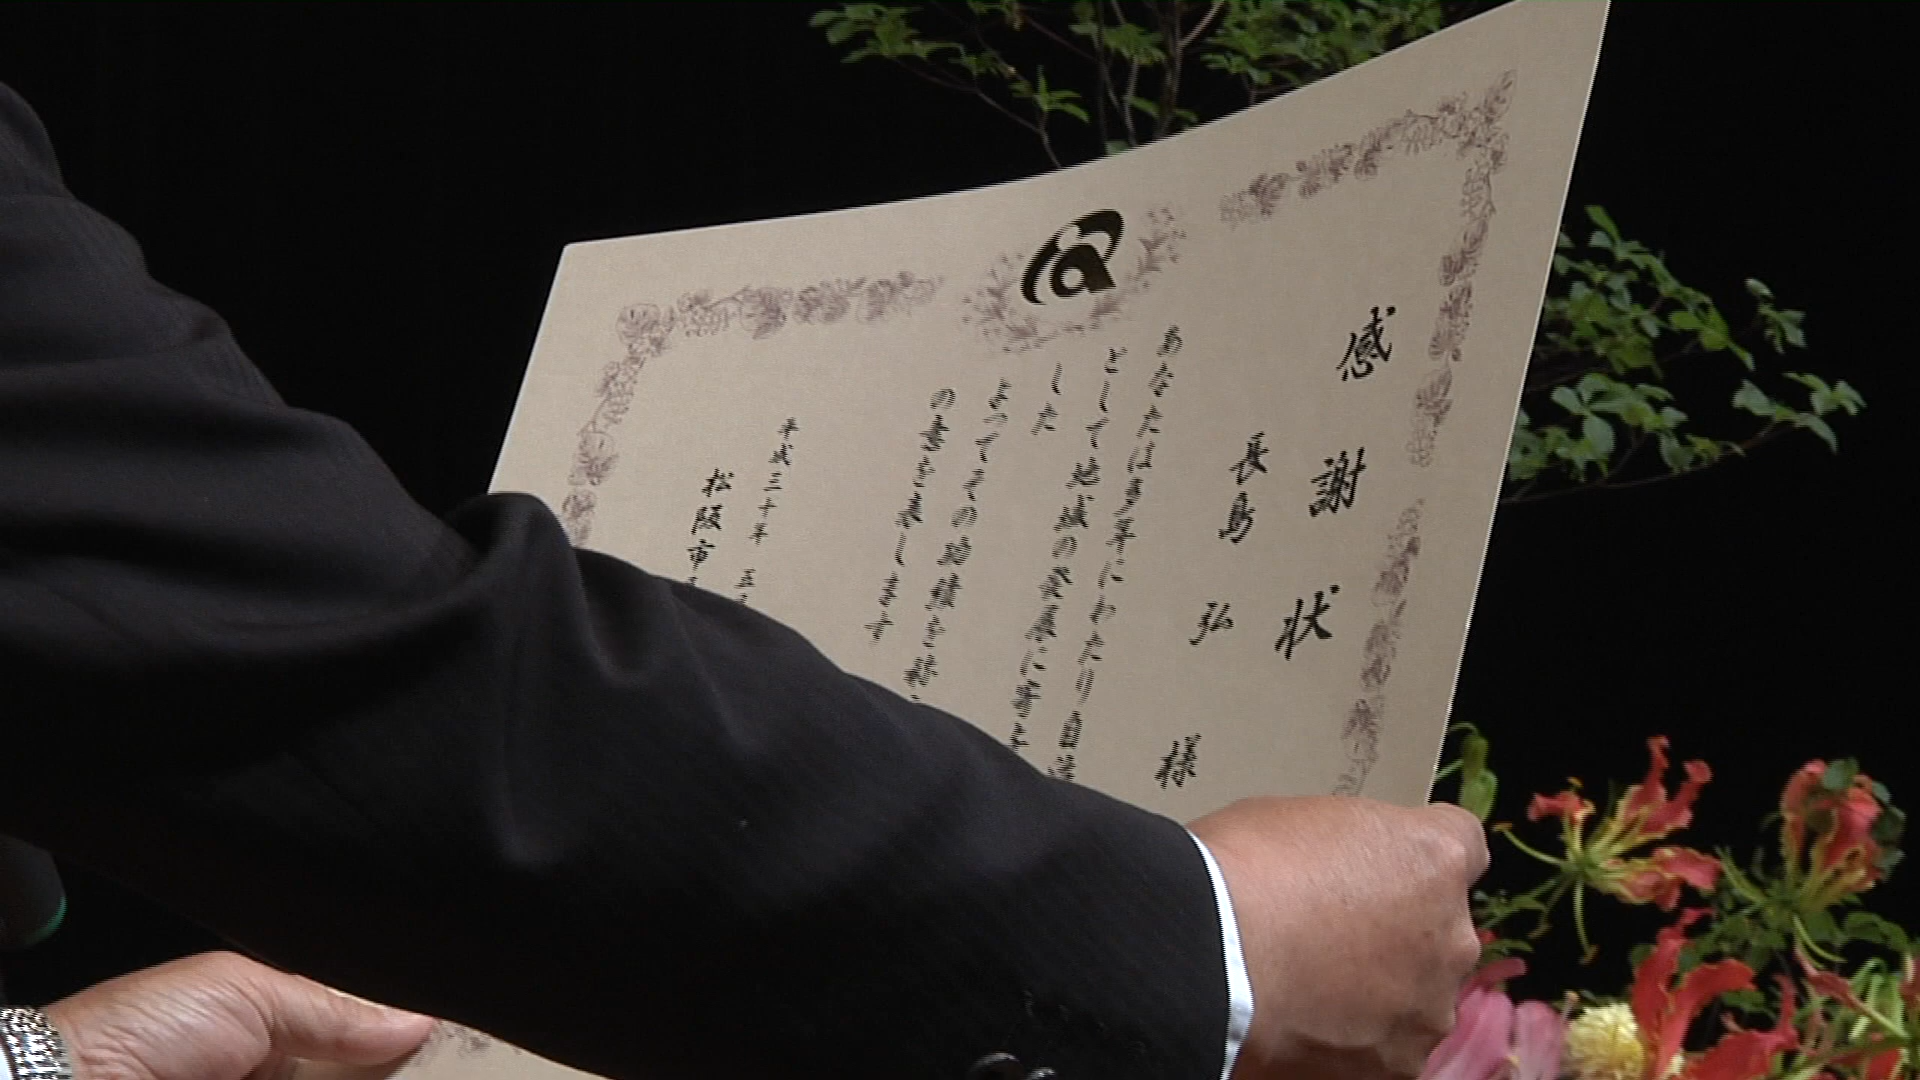 感謝状
長島 弘 様
あなたは多年にわたり自治
として地域の発展に寄与
した
よってその功績を称
の意を表します
平成三十年 五
松阪市